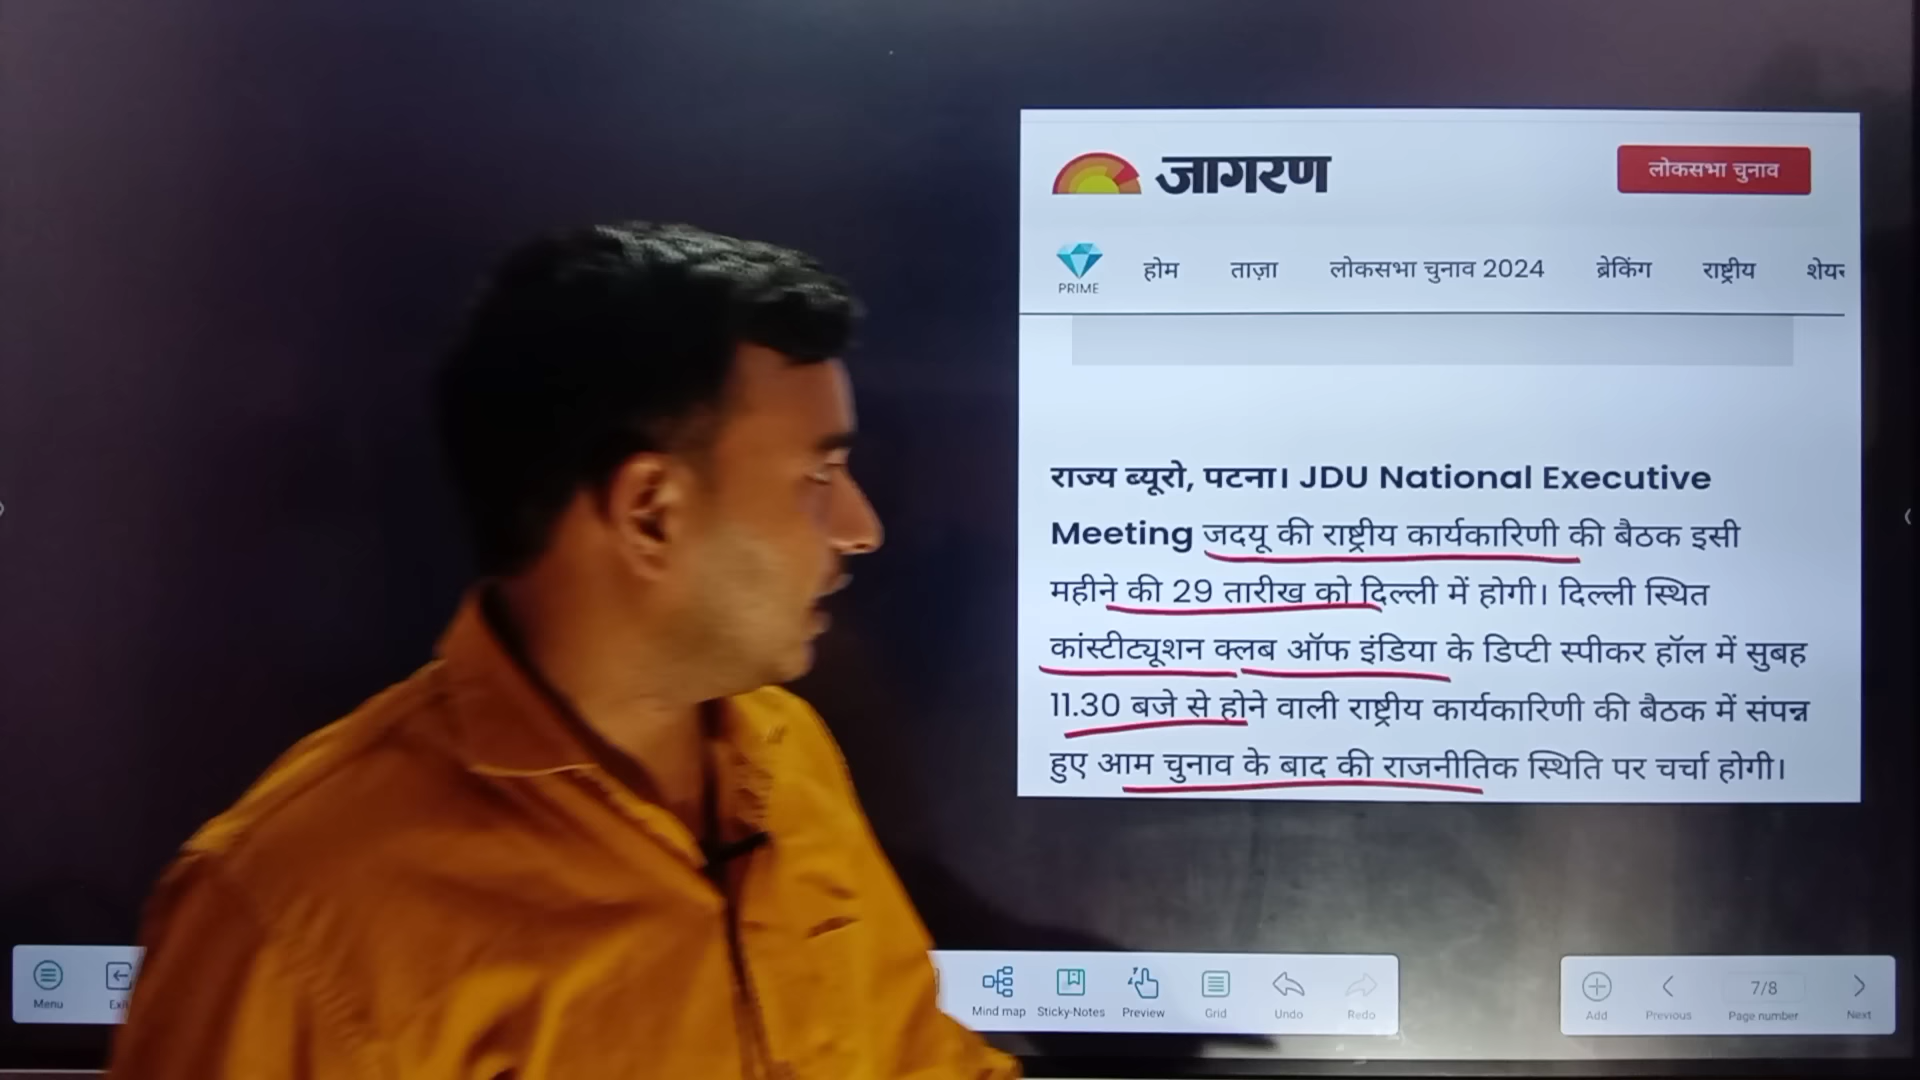 जागरण
लोकसभा चुनाव
PRIME
होम ताज़ा लोकसभा चुनाव 2024 ब्रेकिंग राष्ट्रीय
राज्य ब्यूरो, पटना। JDU National Executive
Meeting जदयू की राष्ट्रीय कार्यकारिणी की बैठक इसी
महीने की 29 तारीख को दिल्ली में होगी। दिल्ली स्थित
कांस्टीट्यूशन क्लब ऑफ इंडिया के डिप्टी स्पीकर हॉल में सुबह
11.30 बजे से होने वाली राष्ट्रीय कार्यकारिणी की बैठक में संपन्न
हुए आम चुनाव के बाद की राजनीतिक स्थिति पर चर्चा होगी।
Menu Mind map Sticky-Notes Preview Grid Undo Redo Add Previous 7/8 Page number Next